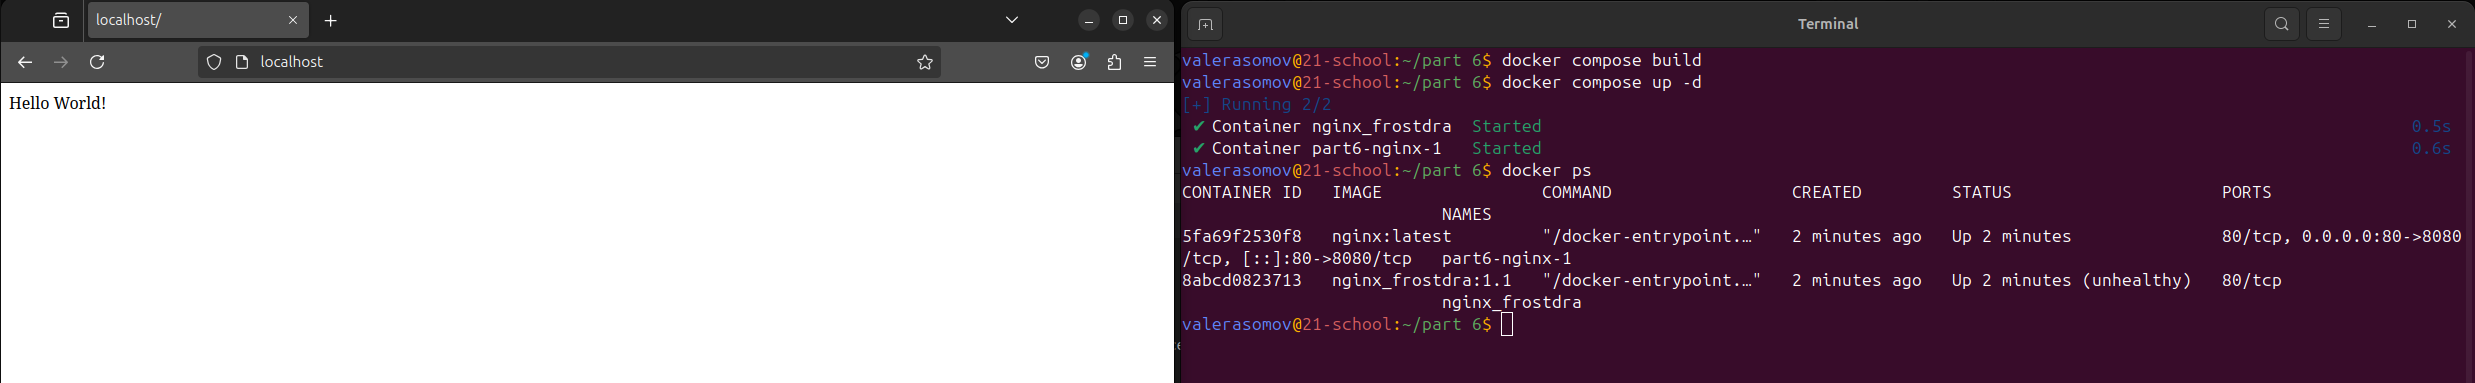 localhost/
localhost
Hello World!
Terminal
valerasomov@21-school:~/part 6$ docker compose build
valerasomov@21-school:~/part 6$ docker compose up -d
[+] Running 2/2
✔ Container nginx_frostdra  Started  0.5s
✔ Container part6-nginx-1   Started  0.6s
valerasomov@21-school:~/part 6$ docker ps
CONTAINER ID   IMAGE                COMMAND                  CREATED         STATUS                     PORTS
NAMES
5fa69f2530f8   nginx:latest         "/docker-entrypoint.…"   2 minutes ago   Up 2 minutes               80/tcp, 0.0.0.0:80->8080
/tcp, [::]:80->8080/tcp   part6-nginx-1
8abcd0823713   nginx_frostdra:1.1   "/docker-entrypoint.…"   2 minutes ago   Up 2 minutes (unhealthy)   80/tcp
nginx_frostdra
valerasomov@21-school:~/part 6$